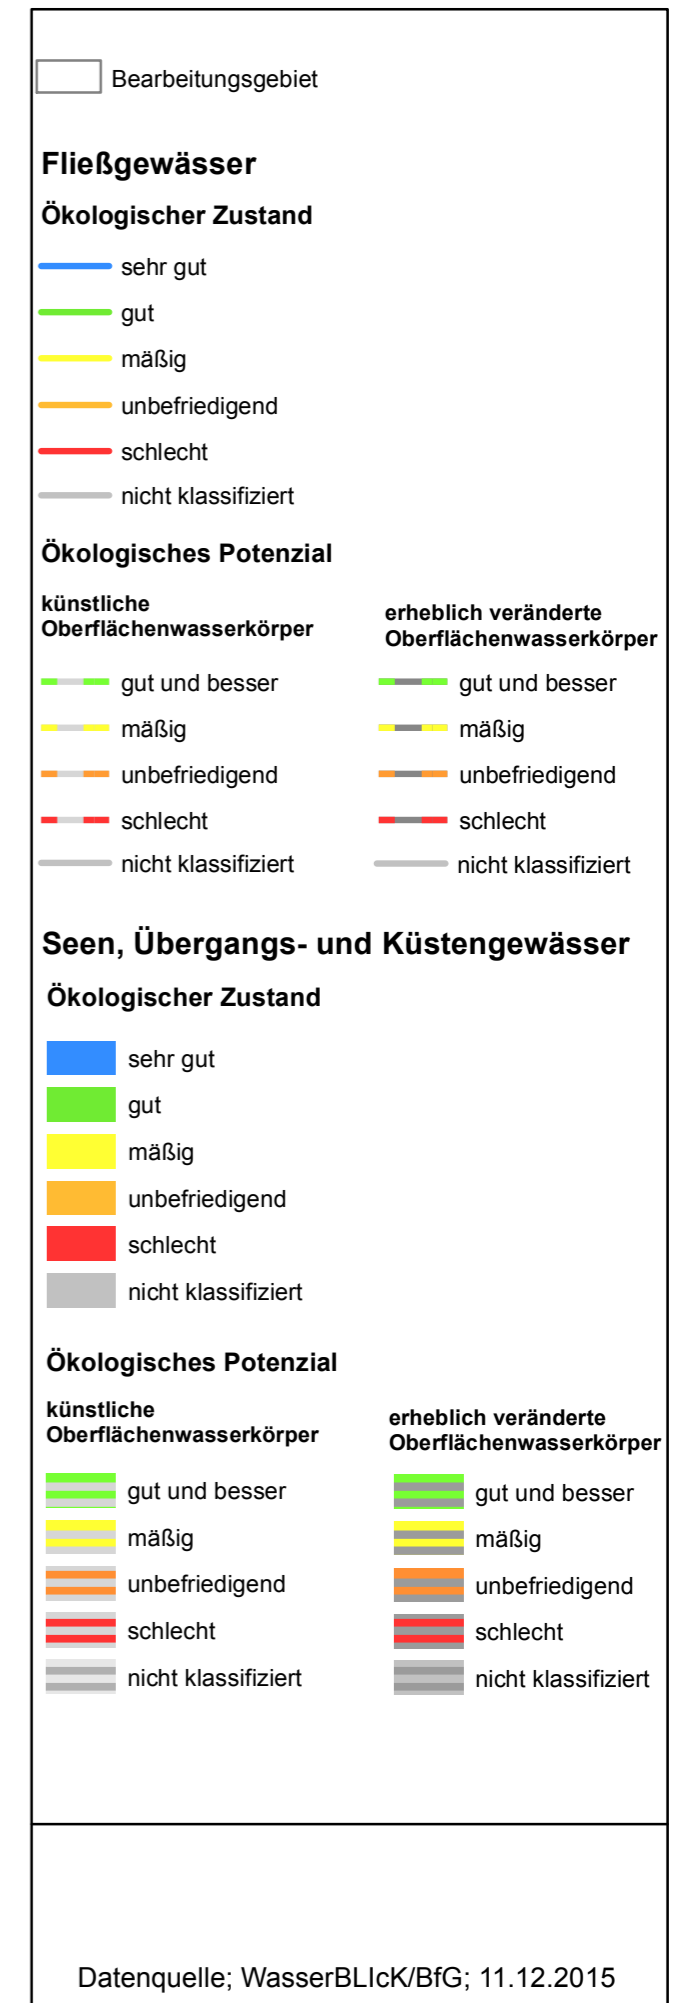 Bearbeitungsgebiet
Fließgewässer
Ökologischer Zustand
sehr gut
gut
mäßig
unbefriedigend
schlecht
nicht klassifiziert
Ökologisches Potenzial
künstliche
Oberflächenwasserkörper
gut und besser
mäßig
unbefriedigend
schlecht
nicht klassifiziert
erheblich veränderte
Oberflächenwasserkörper
gut und besser
mäßig
unbefriedigend
schlecht
nicht klassifiziert
Seen, Übergangs- und Küstengewässer
Ökologischer Zustand
sehr gut
gut
mäßig
unbefriedigend
schlecht
nicht klassifiziert
Ökologisches Potenzial
künstliche
Oberflächenwasserkörper
gut und besser
mäßig
unbefriedigend
schlecht
nicht klassifiziert
erheblich veränderte
Oberflächenwasserkörper
gut und besser
mäßig
unbefriedigend
schlecht
nicht klassifiziert
Datenquelle; WasserBLIcK/BfG; 11.12.2015